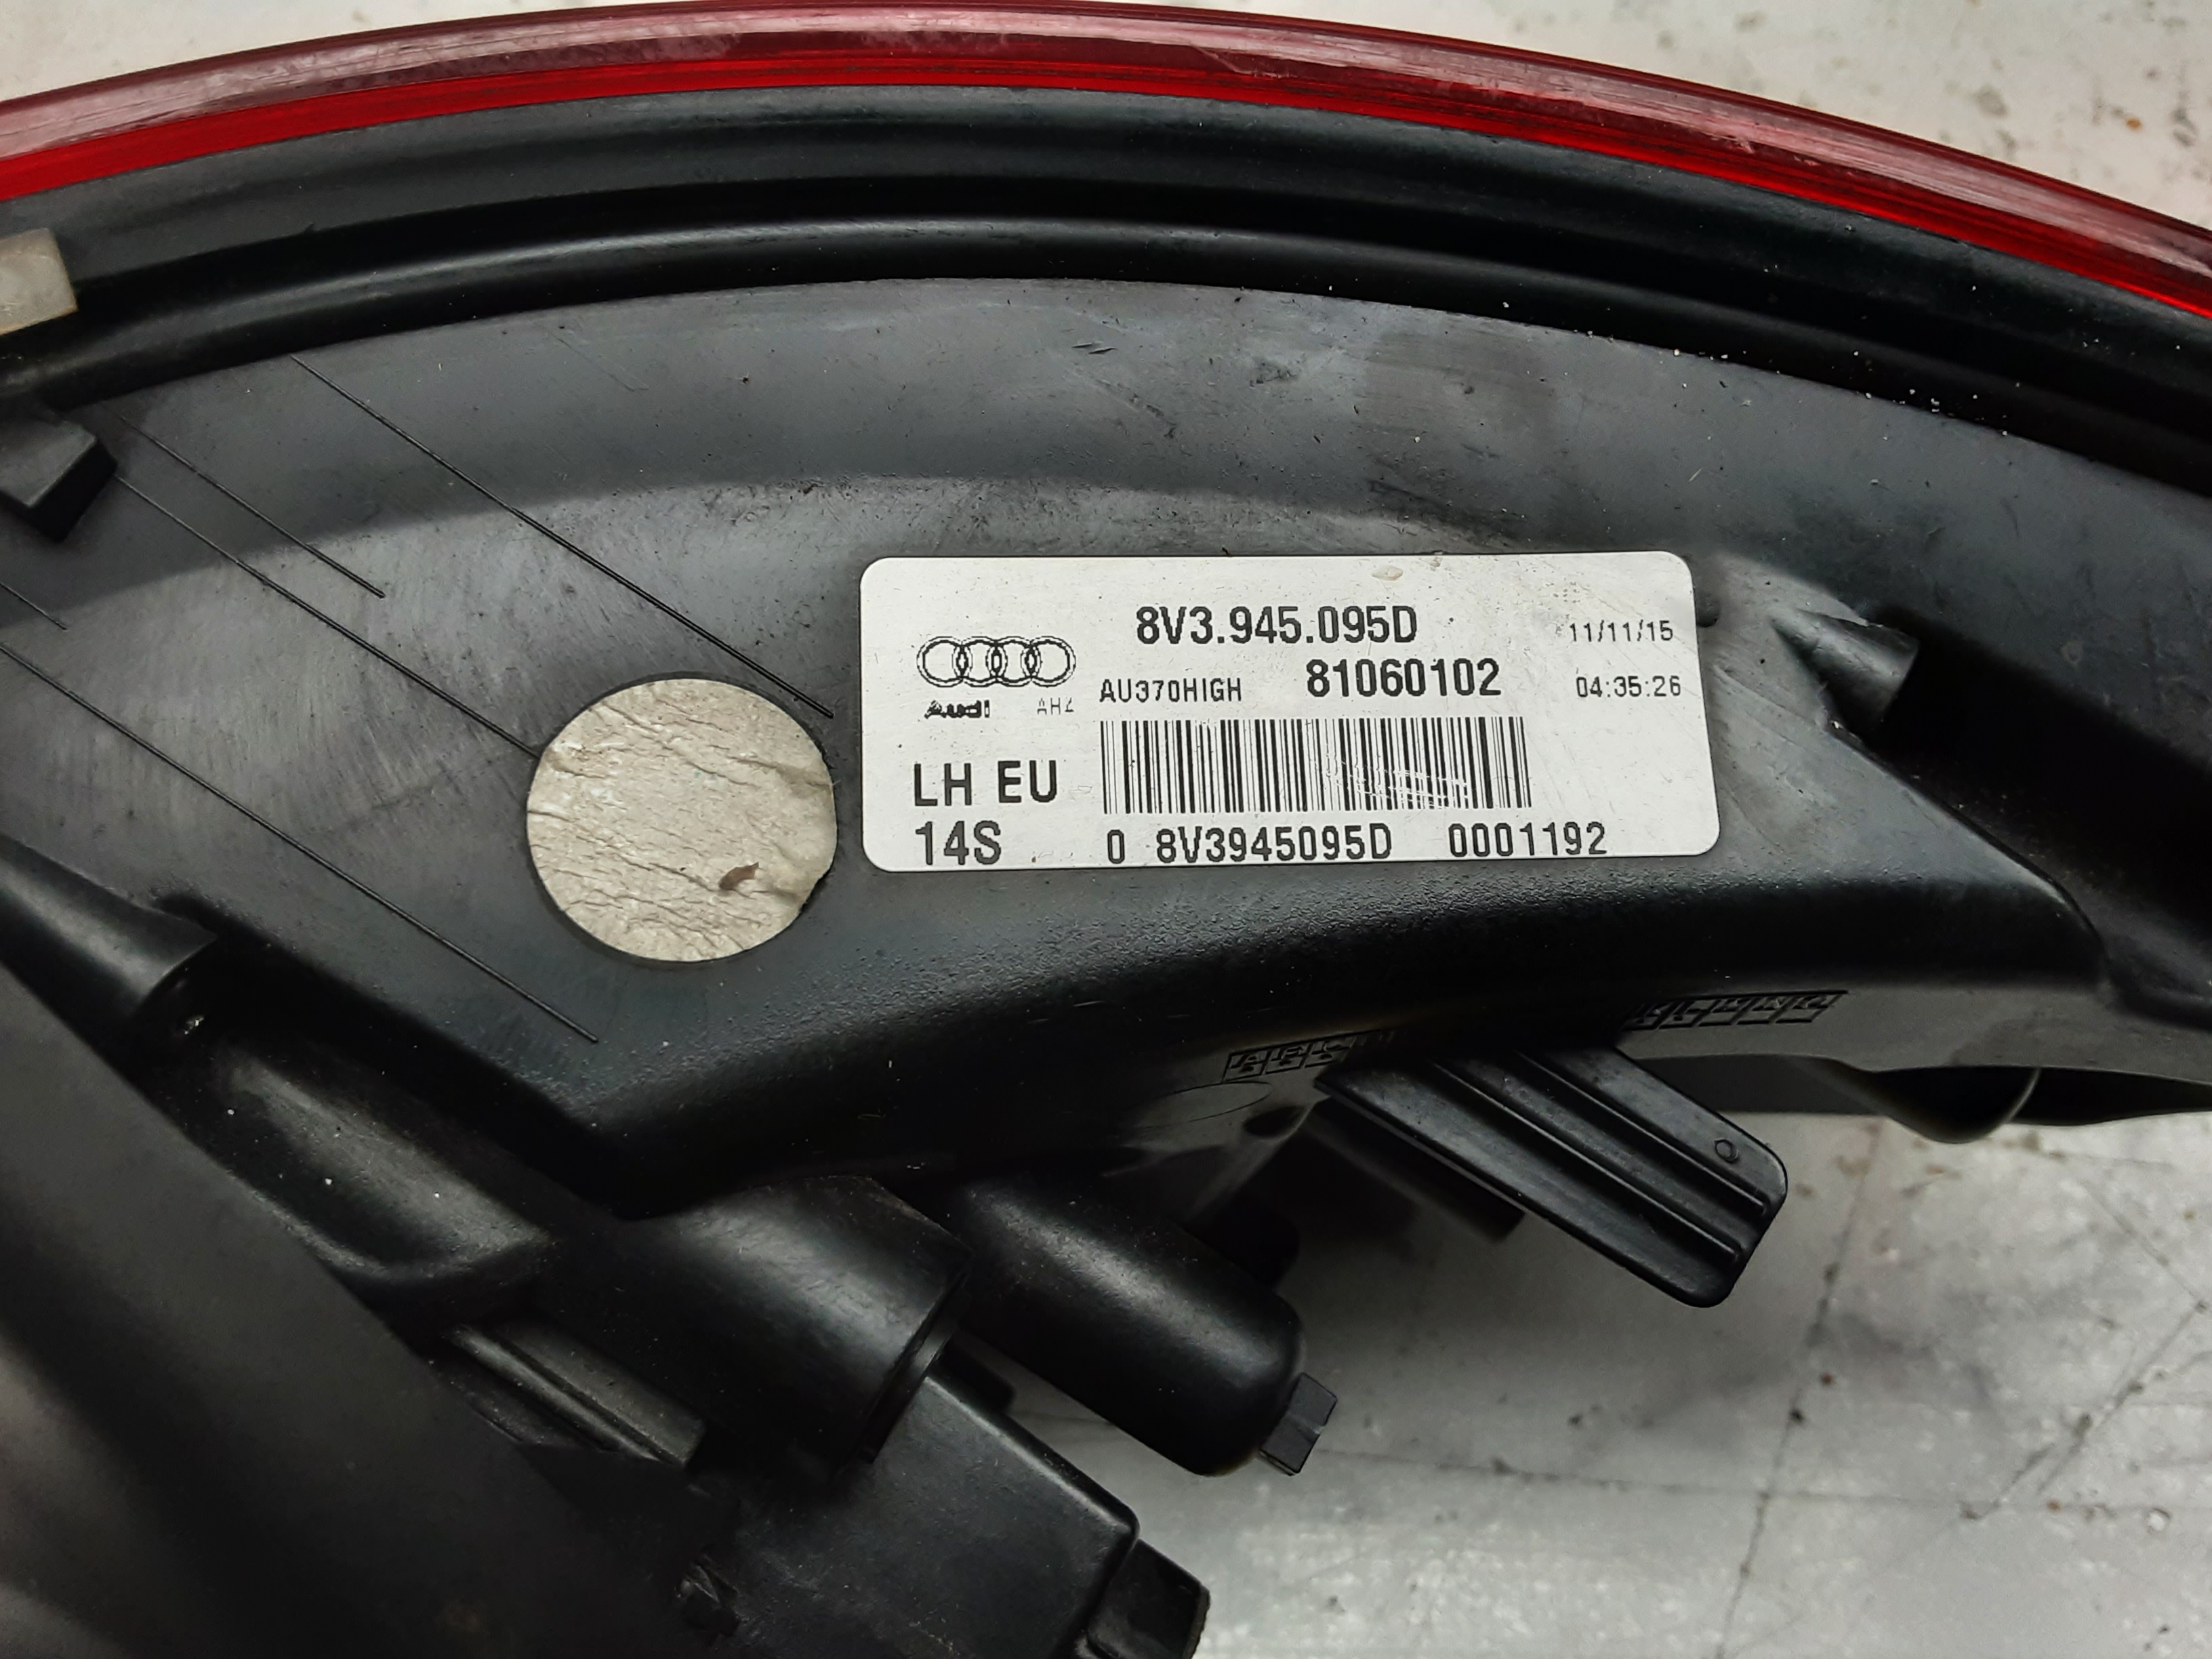 8V3.945.095D
11/11/15
AU370HIGH 81060102
04:35:26
Audi AHZ
LH EU
14S
0 8V3945095D 0001192